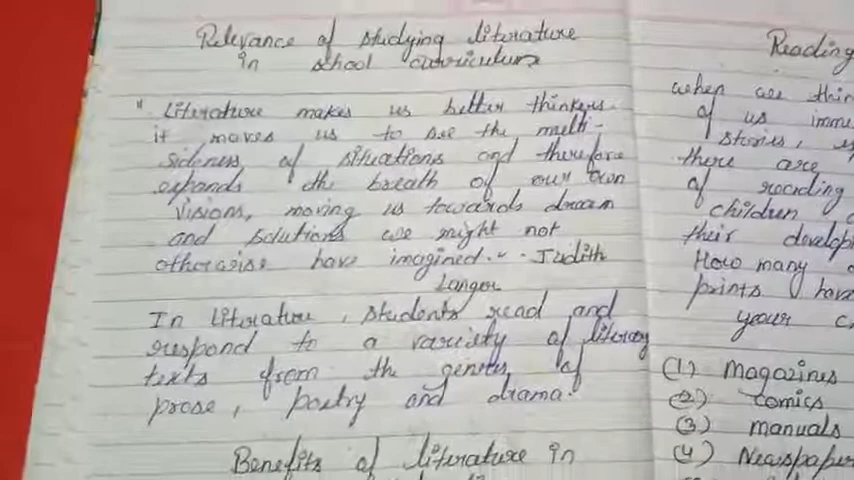 Relevance of studying literature
in school curriculum
" Literature makes us better thinkers.
it moves us to see the multi-
sideness of situations and therefore
expands the breath of our own
visions, moving us towards dream
and solutions we might not
otherwise have imagined." - Judith
Langer
In literature, students read and
respond to a variety of literary
texts from the genres of
prose, poetry and drama.
Benefits of literature in
Reading
when we thin
of us imme
stories,
there are
of reading
children
their develop
How many
prints have
your c
(1) Magazines
(2) Comics
(3) manuals
(4) Newspaper